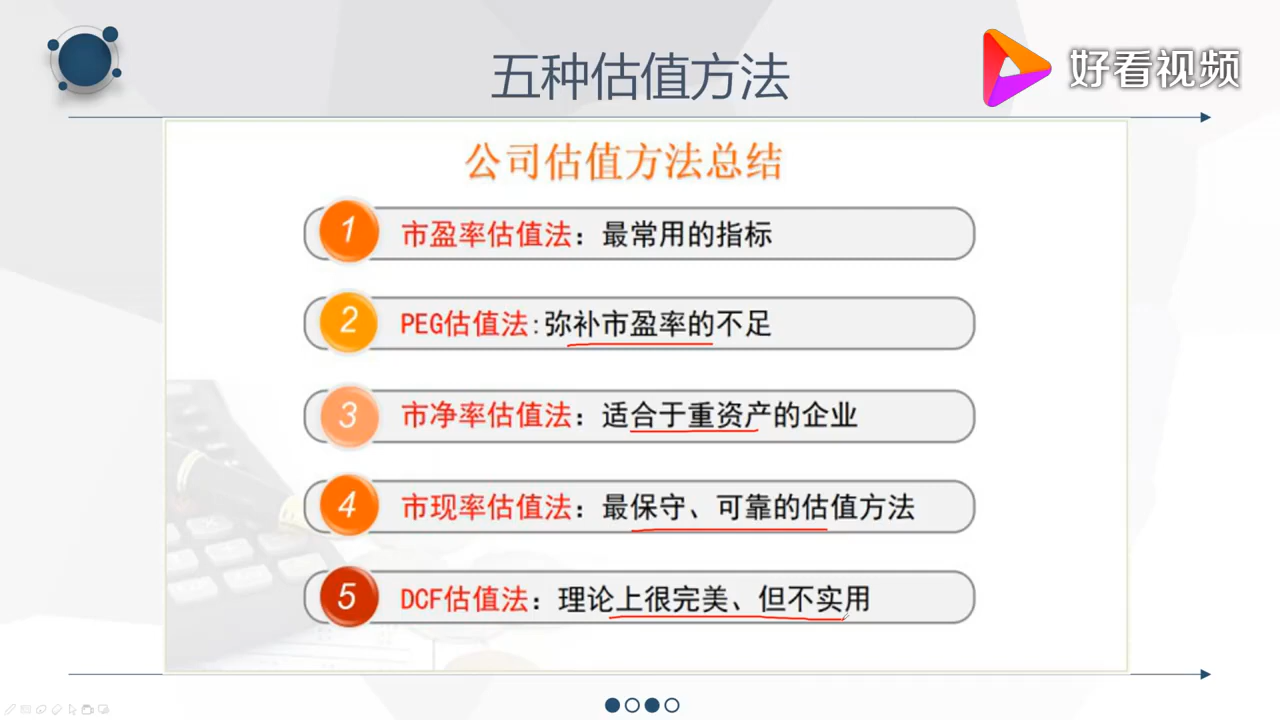 五种估值方法
好看视频
公司估值方法总结
1 市盈率估值法：最常用的指标
2 PEG估值法:弥补市盈率的不足
3 市净率估值法：适合于重资产的企业
4 市现率估值法：最保守、可靠的估值方法
5 DCF估值法：理论上很完美、但不实用